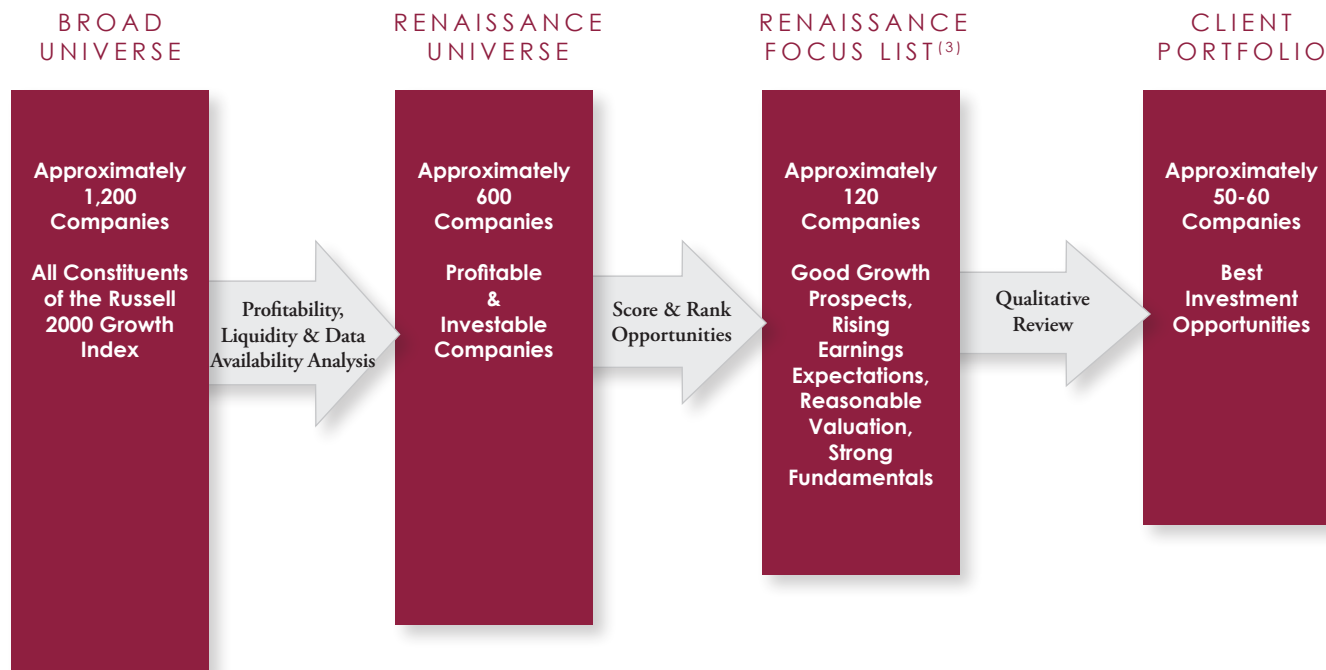 BROAD
UNIVERSE
Approximately
1,200
Companies
All Constituents
of the Russell
2000 Growth
Index
Profitability,
Liquidity & Data
Availability Analysis
RENAISSANCE
UNIVERSE
Approximately
600
Companies
Profitable
&
Investable
Companies
Score & Rank
Opportunities
RENAISSANCE
FOCUS LIST(3)
Approximately
120
Companies
Good Growth
Prospects,
Rising
Earnings
Expectations,
Reasonable
Valuation,
Strong
Fundamentals
Qualitative
Review
CLIENT
PORTFOLIO
Approximately
50-60
Companies
Best
Investment
Opportunities